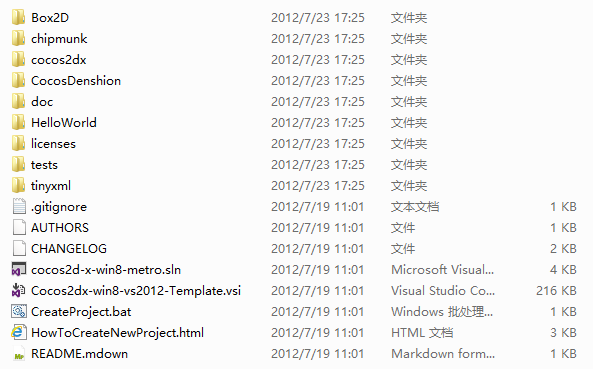 Box2D 2012/7/23 17:25 文件夹
chipmunk 2012/7/23 17:25 文件夹
cocos2dx 2012/7/23 17:25 文件夹
CocosDenshion 2012/7/23 17:25 文件夹
doc 2012/7/23 17:25 文件夹
HelloWorld 2012/7/23 17:25 文件夹
licenses 2012/7/23 17:25 文件夹
tests 2012/7/23 17:25 文件夹
tinyxml 2012/7/23 17:25 文件夹
.gitignore 2012/7/19 11:01 文本文档 1 KB
AUTHORS 2012/7/19 11:01 文件 1 KB
CHANGELOG 2012/7/19 11:01 文件 2 KB
cocos2d-x-win8-metro.sln 2012/7/19 11:01 Microsoft Visual... 4 KB
Cocos2dx-win8-vs2012-Template.vsi 2012/7/19 11:01 Visual Studio Co... 216 KB
CreateProject.bat 2012/7/19 11:01 Windows 批处理... 1 KB
HowToCreateNewProject.html 2012/7/19 11:01 HTML 文档 3 KB
README.mdown 2012/7/19 11:01 Markdown form... 1 KB